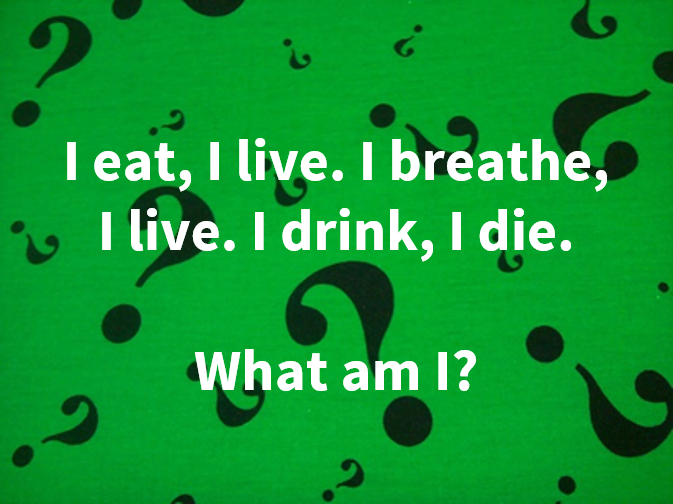 I eat, I live. I breathe,
I live. I drink, I die.
What am I?